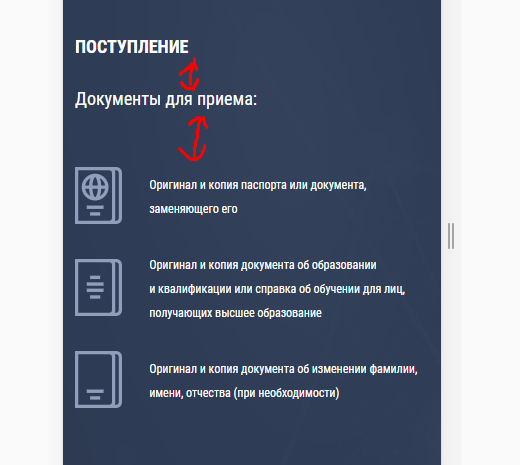 ПОСТУПЛЕНИЕ
Документы для приема:
Оригинал и копия паспорта или документа,
заменяющего его
Оригинал и копия документа об образовании
и квалификации или справка об обучении для лиц,
получающих высшее образование
Оригинал и копия документа об изменении фамилии,
имени, отчества (при необходимости)